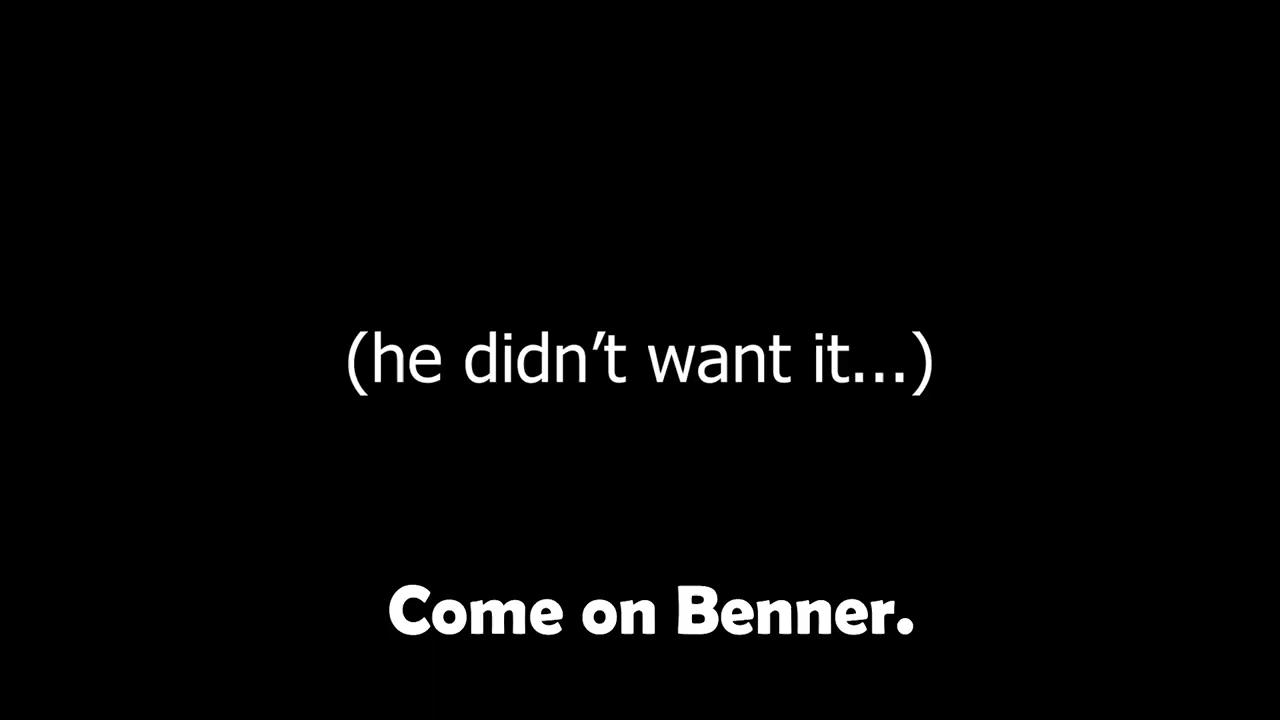 (he didn’t want it...)
Come on Benner.